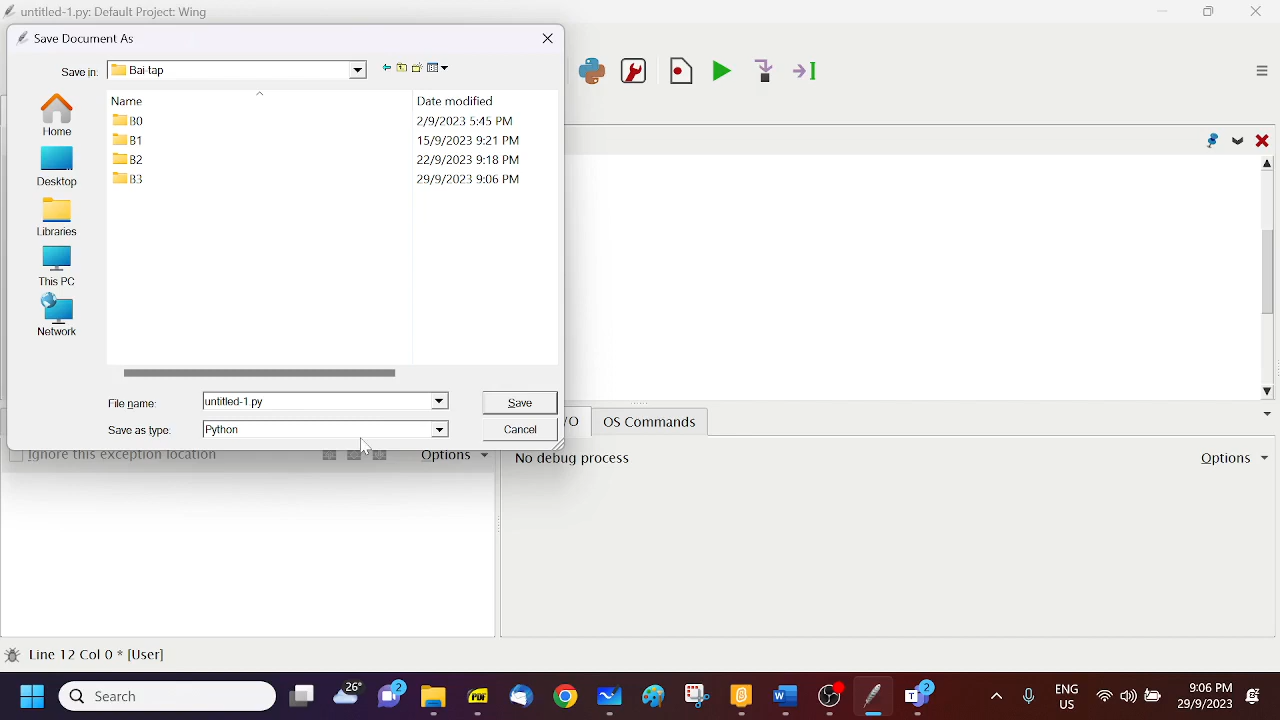 untitled-1.py: Default Project: Wing
Save Document As
Save in: Bai tap
Name Date modified
B0 2/9/2023 5:45 PM
B1 15/9/2023 9:21 PM
B2 22/9/2023 9:18 PM
B3 29/9/2023 9:06 PM
Home
Desktop
Libraries
This PC
Network
File name: untitled-1.py Save
Save as type: Python Cancel
I/O OS Commands
Ignore this exception location Options
No debug process Options
Line 12 Col 0 * [User]
Search
26°
2
PDF
2
ENG
US
9:06 PM
29/9/2023